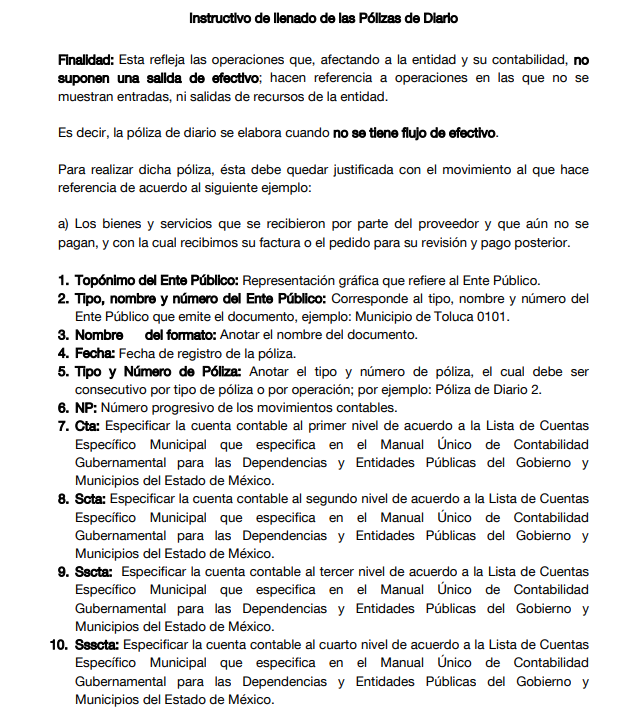 Instructivo de llenado de las Pólizas de Diario
Finalidad: Esta refleja las operaciones que, afectando a la entidad y su contabilidad, no
suponen una salida de efectivo; hacen referencia a operaciones en las que no se
muestran entradas, ni salidas de recursos de la entidad.
Es decir, la póliza de diario se elabora cuando no se tiene flujo de efectivo.
Para realizar dicha póliza, ésta debe quedar justificada con el movimiento al que hace
referencia de acuerdo al siguiente ejemplo:
a) Los bienes y servicios que se recibieron por parte del proveedor y que aún no se
pagan, y con la cual recibimos su factura o el pedido para su revisión y pago posterior.
1. Topónimo del Ente Público: Representación gráfica que refiere al Ente Público.
2. Tipo, nombre y número del Ente Público: Corresponde al tipo, nombre y número del
Ente Público que emite el documento, ejemplo: Municipio de Toluca 0101.
3. Nombre del formato: Anotar el nombre del documento.
4. Fecha: Fecha de registro de la póliza.
5. Tipo y Número de Póliza: Anotar el tipo y número de póliza, el cual debe ser
consecutivo por tipo de póliza o por operación; por ejemplo: Póliza de Diario 2.
6. NP: Número progresivo de los movimientos contables.
7. Cta: Especificar la cuenta contable al primer nivel de acuerdo a la Lista de Cuentas
Específico Municipal que especifica en el Manual Único de Contabilidad
Gubernamental para las Dependencias y Entidades Públicas del Gobierno y
Municipios del Estado de México.
8. Scta: Especificar la cuenta contable al segundo nivel de acuerdo a la Lista de Cuentas
Específico Municipal que especifica en el Manual Único de Contabilidad
Gubernamental para las Dependencias y Entidades Públicas del Gobierno y
Municipios del Estado de México.
9. Sscta: Especificar la cuenta contable al tercer nivel de acuerdo a la Lista de Cuentas
Específico Municipal que especifica en el Manual Único de Contabilidad
Gubernamental para las Dependencias y Entidades Públicas del Gobierno y
Municipios del Estado de México.
10. Ssscta: Especificar la cuenta contable al cuarto nivel de acuerdo a la Lista de Cuentas
Específico Municipal que especifica en el Manual Único de Contabilidad
Gubernamental para las Dependencias y Entidades Públicas del Gobierno y
Municipios del Estado de México.